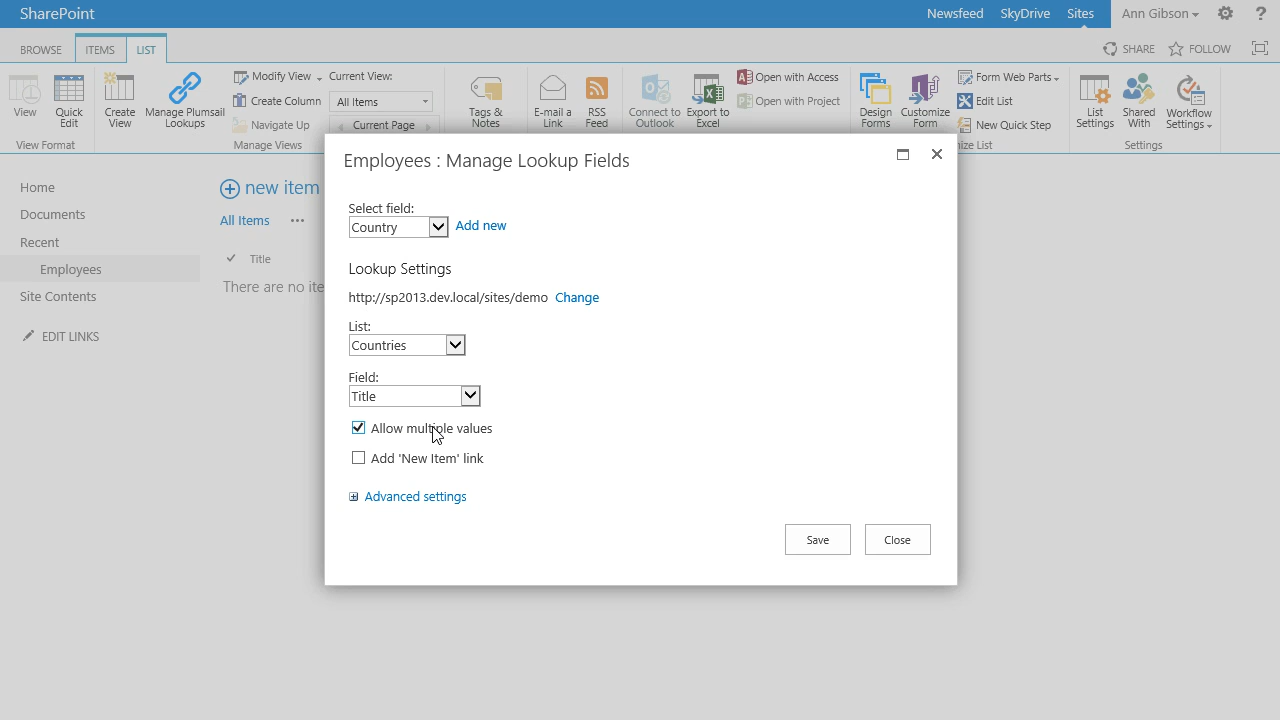 SharePoint
Newsfeed SkyDrive Sites Ann Gibson ?
BROWSE ITEMS LIST SHARE FOLLOW
View
Quick Edit
View Format
Create View
Manage Plumsail Lookups
Modify View
Create Column
Navigate Up
Current View:
All Items
Current Page
Manage Views
Tags & Notes
E-mail a Link
RSS Feed
Connect to Outlook
Export to Excel
Open with Access
Open with Project
Design Forms
Customize Form
Form Web Parts
Edit List
New Quick Step
ize List
List Settings
Shared With
Workflow Settings
Settings
Home
Documents
Recent
Employees
Site Contents
EDIT LINKS
new item
All Items ...
Title
There are no ite
Employees : Manage Lookup Fields
Select field:
Country Add new
Lookup Settings
http://sp2013.dev.local/sites/demo Change
List:
Countries
Field:
Title
Allow multiple values
Add 'New Item' link
Advanced settings
Save Close